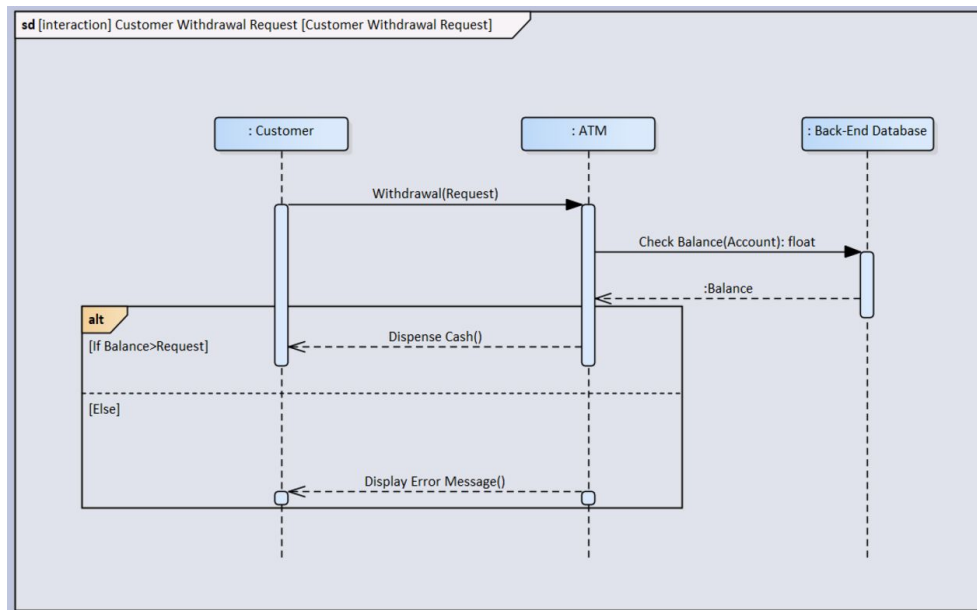 sd [interaction] Customer Withdrawal Request [Customer Withdrawal Request]
: Customer
: ATM
: Back-End Database
Withdrawal(Request)
Check Balance(Account): float
:Balance
alt
[If Balance>Request]
Dispense Cash()
[Else]
Display Error Message()